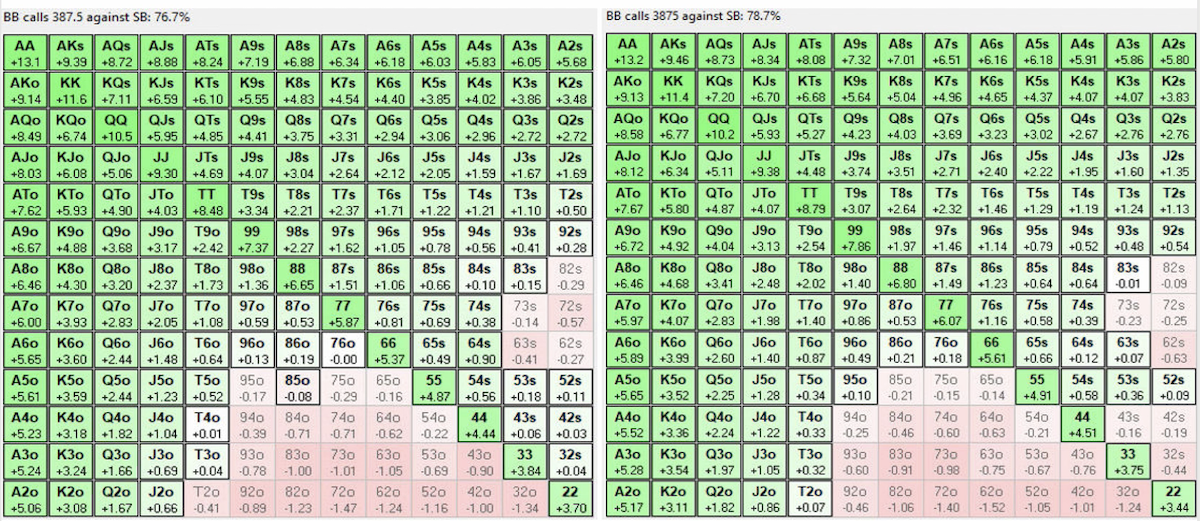 BB calls 387.5 against SB: 76.7%
AA AKs AQs AJs ATs A9s A8s A7s A6s A5s A4s A3s A2s
+13.1 +9.39 +8.72 +8.88 +8.24 +7.19 +6.88 +6.34 +6.18 +6.03 +5.83 +6.05 +5.68
AKo KK KQs KJs KTs K9s K8s K7s K6s K5s K4s K3s K2s
+9.14 +11.6 +7.11 +6.59 +6.10 +5.55 +4.83 +4.54 +4.40 +3.85 +4.02 +3.86 +3.48
AQo KQo QQ QJs QTs Q9s Q8s Q7s Q6s Q5s Q4s Q3s Q2s
+8.49 +6.74 +10.5 +5.95 +4.85 +4.41 +3.75 +3.31 +2.94 +3.06 +2.96 +2.72 +2.72
AJo KJo QJo JJ JTs J9s J8s J7s J6s J5s J4s J3s J2s
+8.03 +6.08 +5.06 +9.30 +4.69 +4.07 +3.04 +2.64 +2.12 +2.05 +1.59 +1.67 +1.69
ATo KTo QTo JTo TT T9s T8s T7s T6s T5s T4s T3s T2s
+7.62 +5.93 +4.90 +4.03 +8.48 +3.34 +2.21 +2.37 +1.71 +1.22 +1.21 +1.10 +0.50
A9o K9o Q9o J9o T9o 99 98s 97s 96s 95s 94s 93s 92s
+6.67 +4.88 +3.68 +3.17 +2.42 +7.37 +2.27 +1.62 +1.05 +0.78 +0.56 +0.41 +0.28
A8o K8o Q8o J8o T8o 98o 88 87s 86s 85s 84s 83s 82s
+6.46 +4.30 +3.20 +2.37 +1.73 +1.36 +6.65 +1.51 +1.06 +0.66 +0.10 +0.15 -0.29
A7o K7o Q7o J7o T7o 97o 87o 77 76s 75s 74s 73s 72s
+6.00 +3.93 +2.83 +2.05 +1.08 +0.59 +0.53 +5.87 +0.81 +0.69 +0.38 -0.14 -0.57
A6o K6o Q6o J6o T6o 96o 86o 76o 66 65s 64s 63s 62s
+5.65 +3.60 +2.44 +1.48 +0.64 +0.13 +0.19 -0.00 +5.37 +0.49 +0.90 -0.41 -0.27
A5o K5o Q5o J5o T5o 95o 85o 75o 65o 55 54s 53s 52s
+5.61 +3.59 +2.44 +1.23 +0.52 -0.17 -0.08 -0.29 -0.16 +4.87 +0.56 +0.18 +0.11
A4o K4o Q4o J4o T4o 94o 84o 74o 64o 54o 44 43s 42s
+5.23 +3.18 +1.82 +1.04 +0.01 -0.39 -0.71 -0.71 -0.62 -0.22 +4.44 +0.06 +0.03
A3o K3o Q3o J3o T3o 93o 83o 73o 63o 53o 43o 33 32s
+5.24 +3.24 +1.66 +0.69 +0.04 -0.78 -1.00 -1.01 -1.05 -0.69 -0.90 +3.84 +0.04
A2o K2o Q2o J2o T2o 92o 82o 72o 62o 52o 42o 32o 22
+5.06 +3.08 +1.67 +0.66 -0.41 -0.89 -1.23 -1.47 -1.24 -1.16 -1.00 -1.34 +3.70
BB calls 3875 against SB: 78.7%
AA AKs AQs AJs ATs A9s A8s A7s A6s A5s A4s A3s A2s
+13.2 +9.46 +8.73 +8.34 +8.08 +7.32 +7.01 +6.51 +6.16 +6.18 +5.91 +5.86 +5.80
AKo KK KQs KJs KTs K9s K8s K7s K6s K5s K4s K3s K2s
+9.13 +11.4 +7.20 +6.70 +6.68 +5.64 +5.04 +4.96 +4.65 +4.37 +4.07 +4.07 +3.83
AQo KQo QQ QJs QTs Q9s Q8s Q7s Q6s Q5s Q4s Q3s Q2s
+8.58 +6.77 +10.2 +5.93 +5.27 +4.23 +4.03 +3.69 +3.23 +3.02 +2.67 +2.76 +2.76
AJo KJo QJo JJ JTs J9s J8s J7s J6s J5s J4s J3s J2s
+8.12 +6.34 +5.11 +9.38 +4.48 +3.74 +3.51 +2.71 +2.40 +2.22 +1.95 +1.60 +1.35
ATo KTo QTo JTo TT T9s T8s T7s T6s T5s T4s T3s T2s
+7.67 +5.80 +4.87 +4.07 +8.79 +3.07 +2.64 +2.32 +1.46 +1.29 +1.19 +1.24 +1.13
A9o K9o Q9o J9o T9o 99 98s 97s 96s 95s 94s 93s 92s
+6.72 +4.92 +4.04 +3.13 +2.54 +7.86 +1.97 +1.46 +1.14 +0.79 +0.52 +0.48 +0.54
A8o K8o Q8o J8o T8o 98o 88 87s 86s 85s 84s 83s 82s
+6.46 +4.68 +3.41 +2.48 +2.02 +1.40 +6.80 +1.49 +1.23 +0.64 +0.64 -0.01 -0.09
A7o K7o Q7o J7o T7o 97o 87o 77 76s 75s 74s 73s 72s
+5.97 +4.07 +2.83 +1.98 +1.40 +0.86 +0.53 +6.07 +1.16 +0.58 +0.39 -0.23 -0.25
A6o K6o Q6o J6o T6o 96o 86o 76o 66 65s 64s 63s 62s
+5.89 +3.99 +2.60 +1.40 +0.87 +0.49 +0.21 +0.18 +5.61 +0.66 +0.12 +0.07 -0.63
A5o K5o Q5o J5o T5o 95o 85o 75o 65o 55 54s 53s 52s
+5.65 +3.52 +2.25 +1.28 +0.34 +0.10 -0.21 -0.15 -0.14 +4.91 +0.58 +0.36 +0.09
A4o K4o Q4o J4o T4o 94o 84o 74o 64o 54o 44 43s 42s
+5.52 +3.36 +2.24 +1.22 +0.33 -0.25 -0.46 -0.60 -0.63 -0.21 +4.51 -0.16 -0.19
A3o K3o Q3o J3o T3o 93o 83o 73o 63o 53o 43o 33 32s
+5.28 +3.54 +1.97 +1.05 +0.32 -0.60 -0.91 -0.98 -0.75 -0.67 -0.76 +3.75 -0.44
A2o K2o Q2o J2o T2o 92o 82o 72o 62o 52o 42o 32o 22
+5.17 +3.11 +1.82 +0.86 +0.07 -0.46 -1.06 -1.40 -1.06 -1.05 -1.01 -1.24 +3.44